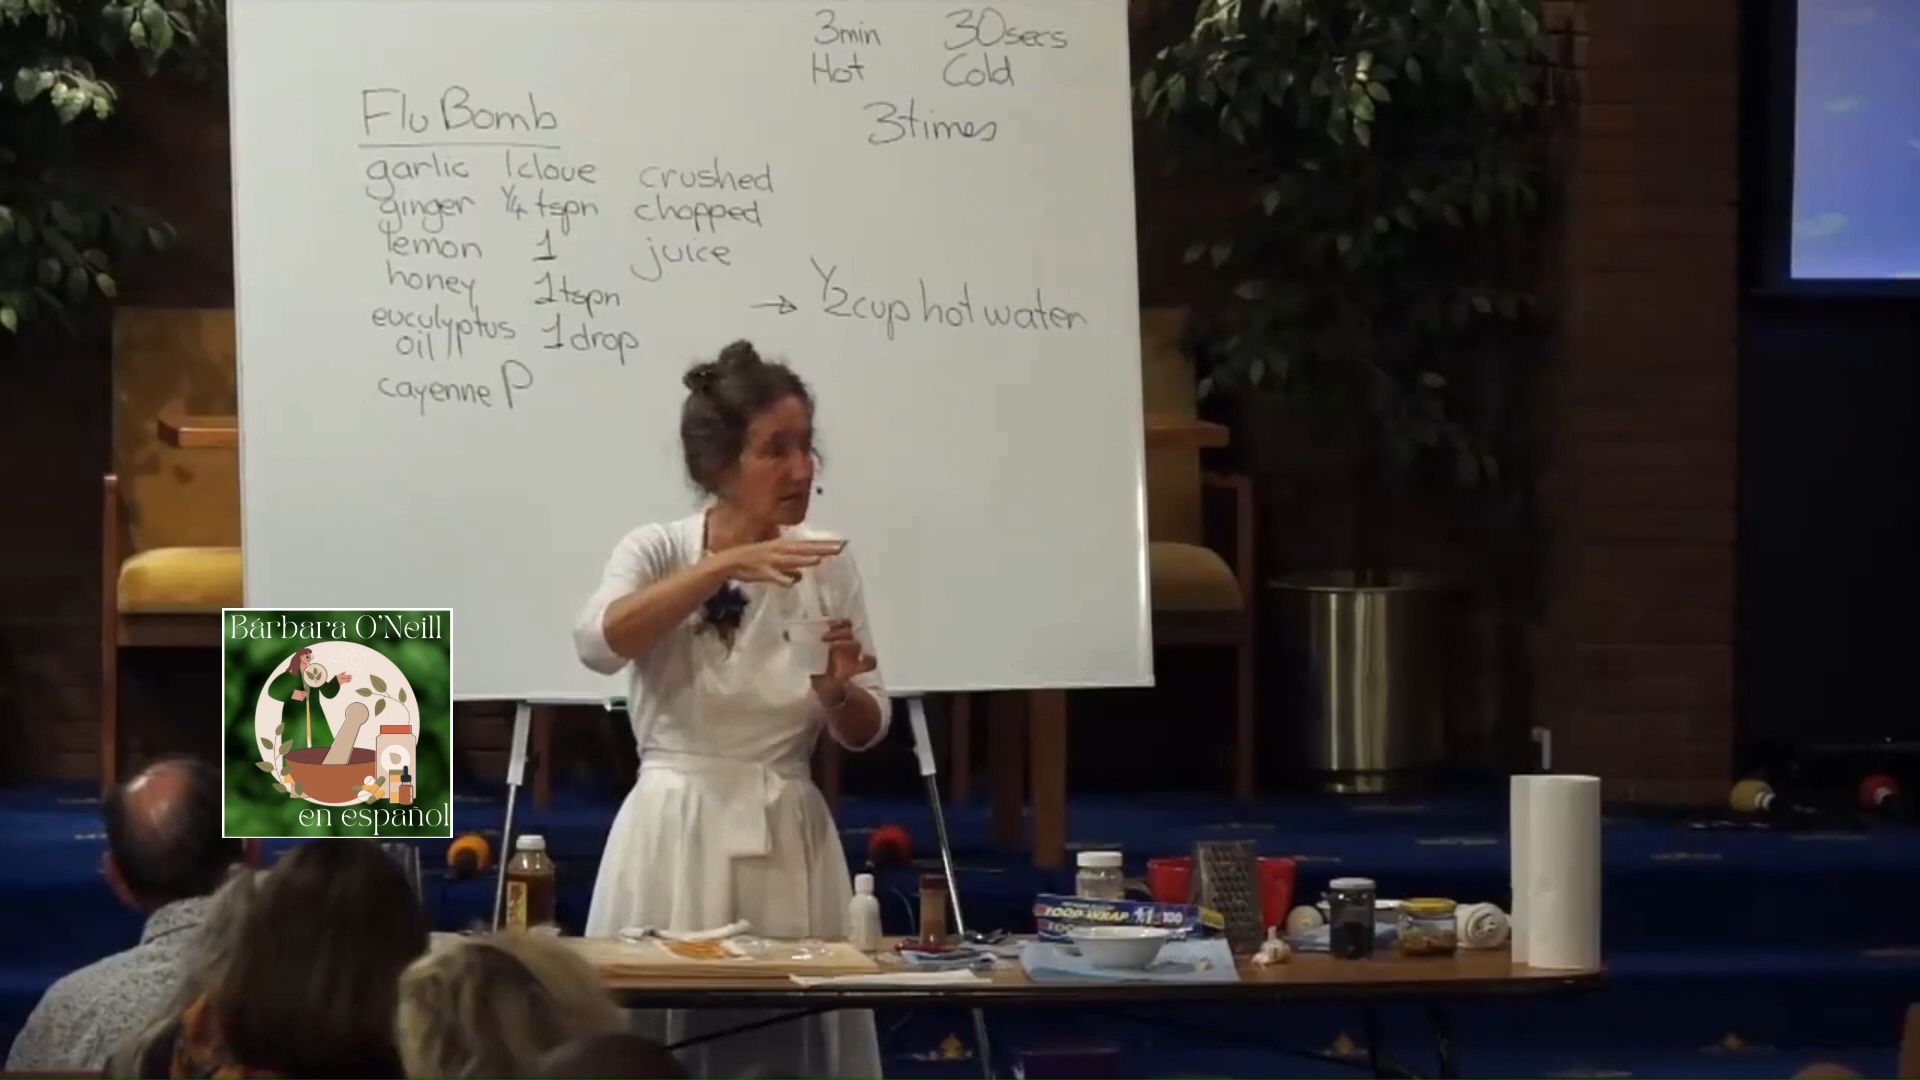 3min 30secs
Hot Cold
3times
Flu Bomb
garlic 1clove crushed
ginger 1/4 tspn chopped
lemon 1 juice
honey 1tspn
euculyptus oil 1drop
cayenne P
→ 1/2cup hot water
Bárbara O'Neill
en español
FOOD WRAP 100